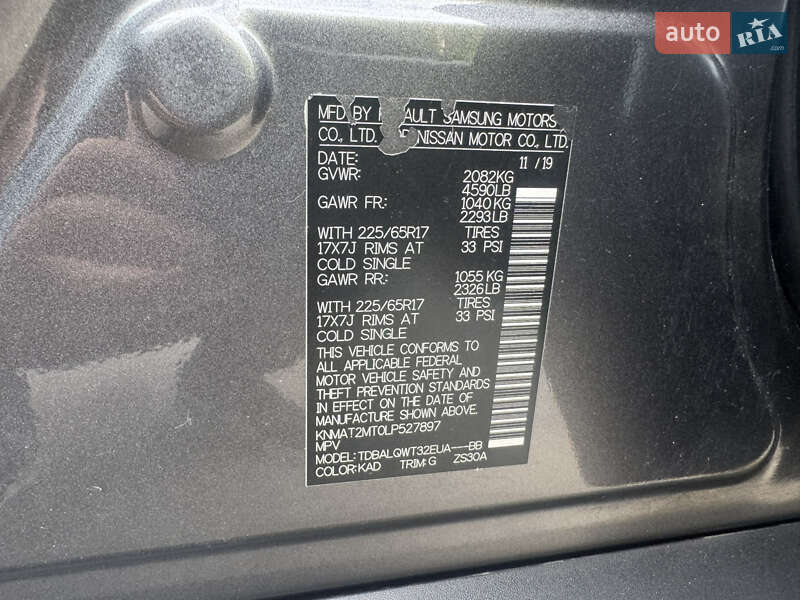 auto RIA .com
MFD. BY AULT SAMSUNG MOTORS
CO., LTD. NISSAN MOTOR CO., LTD.
DATE: 11 / 19
GVWR: 2082KG
4590LB
GAWR FR: 1040KG
2293LB
WITH 225/65R17 TIRES
17X7J RIMS AT 33 PSI
COLD SINGLE
GAWR RR: 1055 KG
2326LB
WITH 225/65R17 TIRES
17X7J RIMS AT 33 PSI
COLD SINGLE
THIS VEHICLE CONFORMS TO
ALL APPLICABLE FEDERAL
MOTOR VEHICLE SAFETY AND
THEFT PREVENTION STANDARDS
IN EFFECT ON THE DATE OF
MANUFACTURE SHOWN ABOVE.
KNMAT2MT0LP527897
MPV
MODEL: TDBALQWT32EUA---BB
COLOR: KAD TRIM: G ZS30A